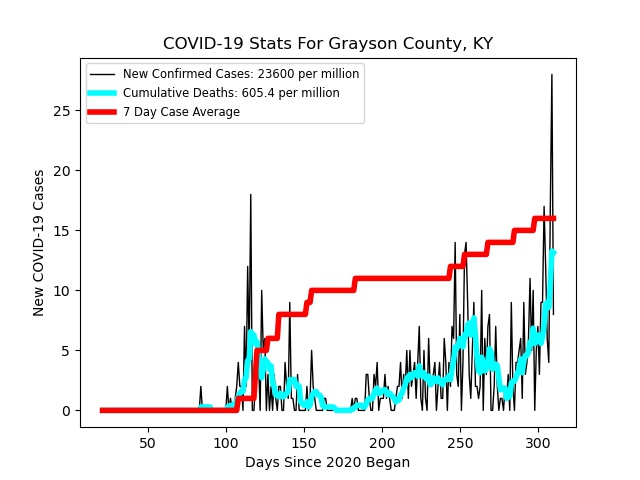 COVID-19 Stats For Grayson County, KY
New Confirmed Cases: 23600 per million
Cumulative Deaths: 605.4 per million
7 Day Case Average
New COVID-19 Cases
25
20
15
10
5
0
50 100 150 200 250 300
Days Since 2020 Began